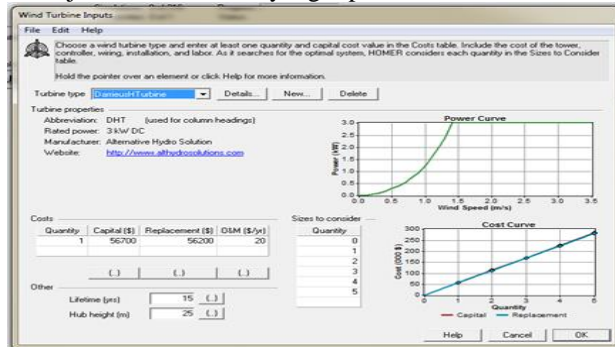 Wind Turbine Inputs
File Edit Help
Choose a wind turbine type and enter at least one quantity and capital cost value in the Costs table. Include the cost of the tower,
controller, wiring, installation, and labor. As it searches for the optimal system, HOMER considers each quantity in the Sizes to Consider
table.
Hold the pointer over an element or click Help for more information.
Turbine type DarrieusHTurbine Details... New... Delete
Turbine properties
Abbreviation: DHT (used for column headings)
Rated power: 3 kW DC
Manufacturer: Alternative Hydro Solution
Website: http://www.althydrosolutions.com
Power Curve
Power (kW)
3.0
2.5
2.0
1.5
1.0
0.5
0.0
0.0 0.5 1.0 1.5 2.0 2.5 3.0 3.5
Wind Speed (m/s)
Costs
Quantity Capital ($) Replacement ($) O&M ($/yr)
1 56700 56200 20
{..} {..} {..}
Other
Lifetime (yrs) 15 {..}
Hub height (m) 25 {..}
Sizes to consider
Quantity
0
1
2
3
4
5
Cost Curve
Cost (000 $)
300
250
200
150
100
50
0
0 1 2 3 4 5
Quantity
Capital Replacement
Help Cancel OK